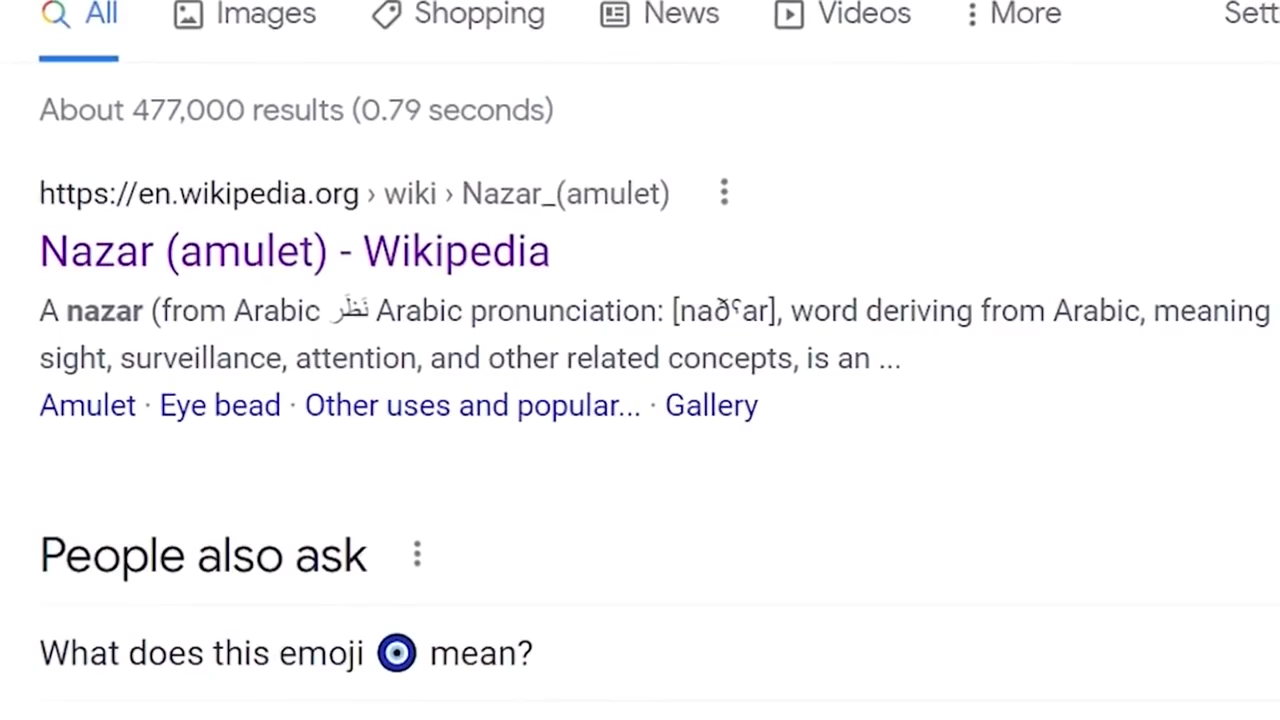 All Images Shopping News Videos More Sett
About 477,000 results (0.79 seconds)
https://en.wikipedia.org › wiki › Nazar_(amulet)
Nazar (amulet) - Wikipedia
A nazar (from Arabic نَظَر Arabic pronunciation: [naðˤar], word deriving from Arabic, meaning
sight, surveillance, attention, and other related concepts, is an ...
Amulet · Eye bead · Other uses and popular... · Gallery
People also ask
What does this emoji 🧿 mean?